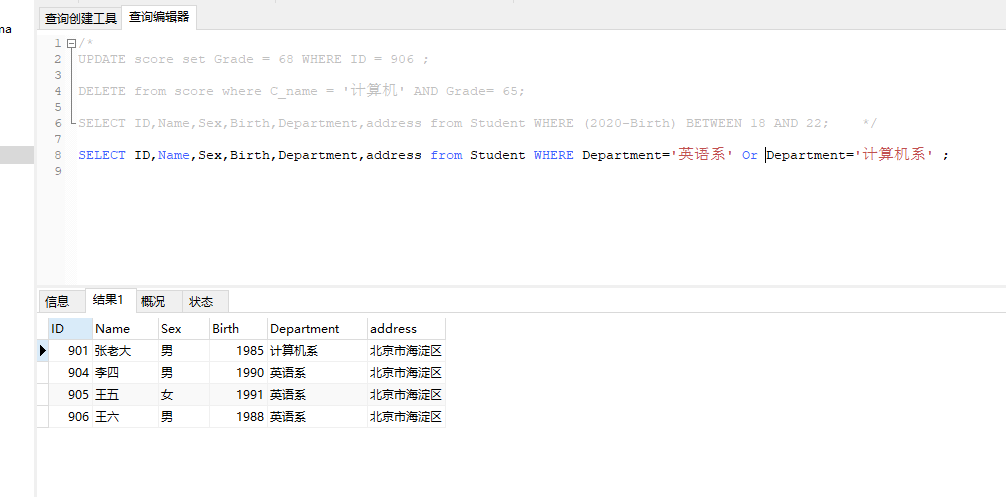 na
查询创建工具 查询编辑器
1 /*
2 UPDATE score set Grade = 68 WHERE ID = 906 ;
3
4 DELETE from score where C_name = '计算机' AND Grade= 65;
5
6 SELECT ID,Name,Sex,Birth,Department,address from Student WHERE (2020-Birth) BETWEEN 18 AND 22; */
7
8 SELECT ID,Name,Sex,Birth,Department,address from Student WHERE Department='英语系' Or Department='计算机系' ;
9
信息 结果1 概况 状态
ID Name Sex Birth Department address
901 张老大 男 1985 计算机系 北京市海淀区
904 李四 男 1990 英语系 北京市海淀区
905 王五 女 1991 英语系 北京市海淀区
906 王六 男 1988 英语系 北京市海淀区